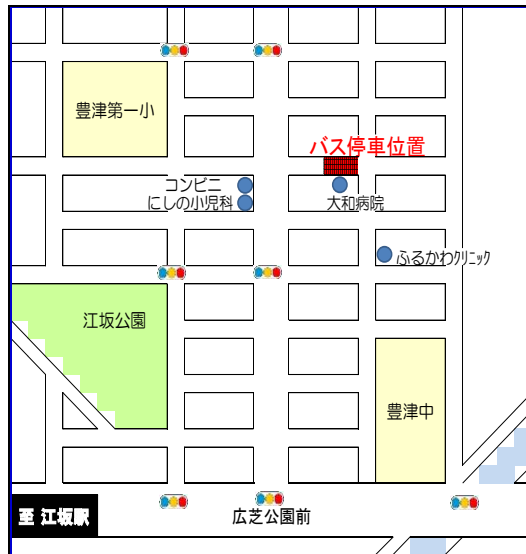 豊津第一小
バス停車位置
コンビニ
にしの小児科
大和病院
ふるかわクリニック
江坂公園
豊津中
至 江坂駅
広芝公園前